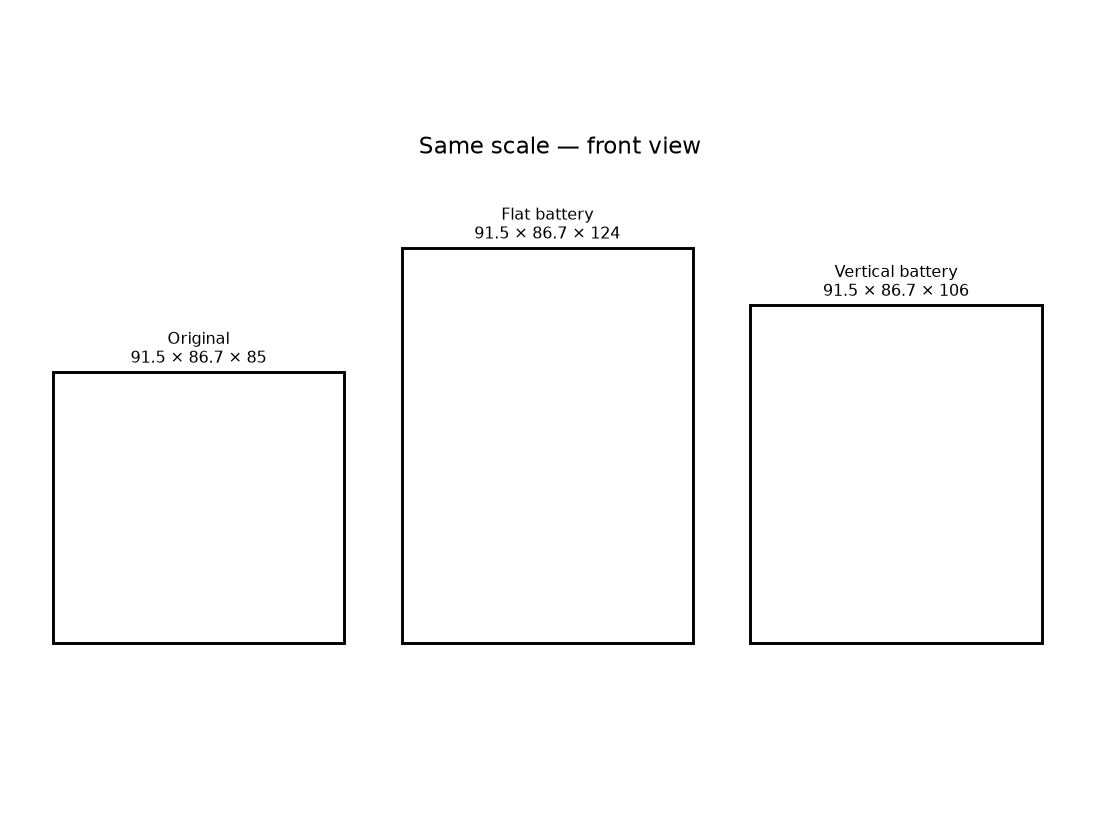 Same scale — front view
Flat battery
91.5 × 86.7 × 124
Vertical battery
91.5 × 86.7 × 106
Original
91.5 × 86.7 × 85